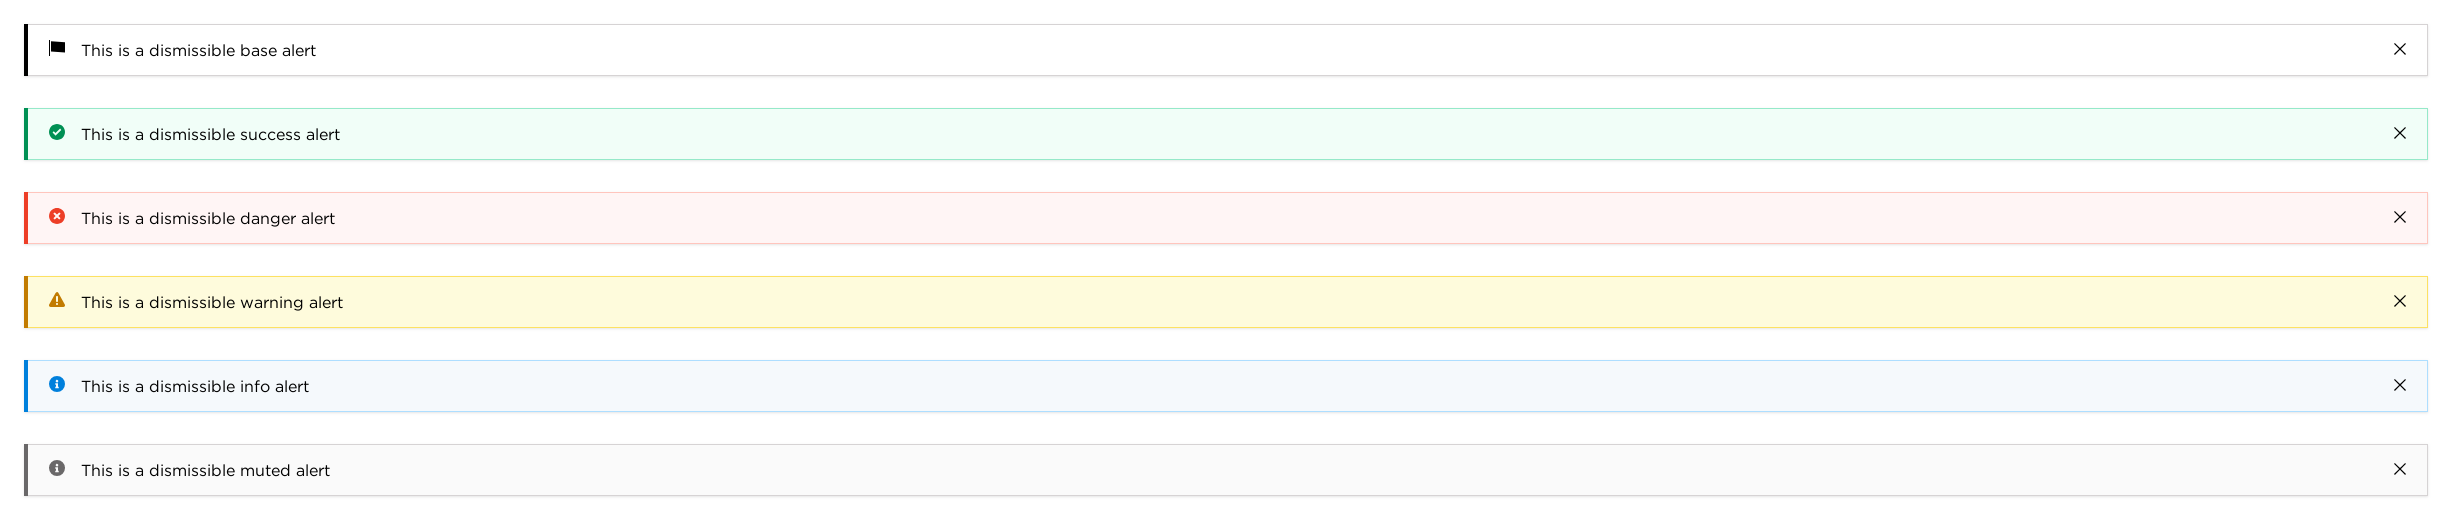 This is a dismissible base alert
This is a dismissible success alert
This is a dismissible danger alert
This is a dismissible warning alert
This is a dismissible info alert
This is a dismissible muted alert